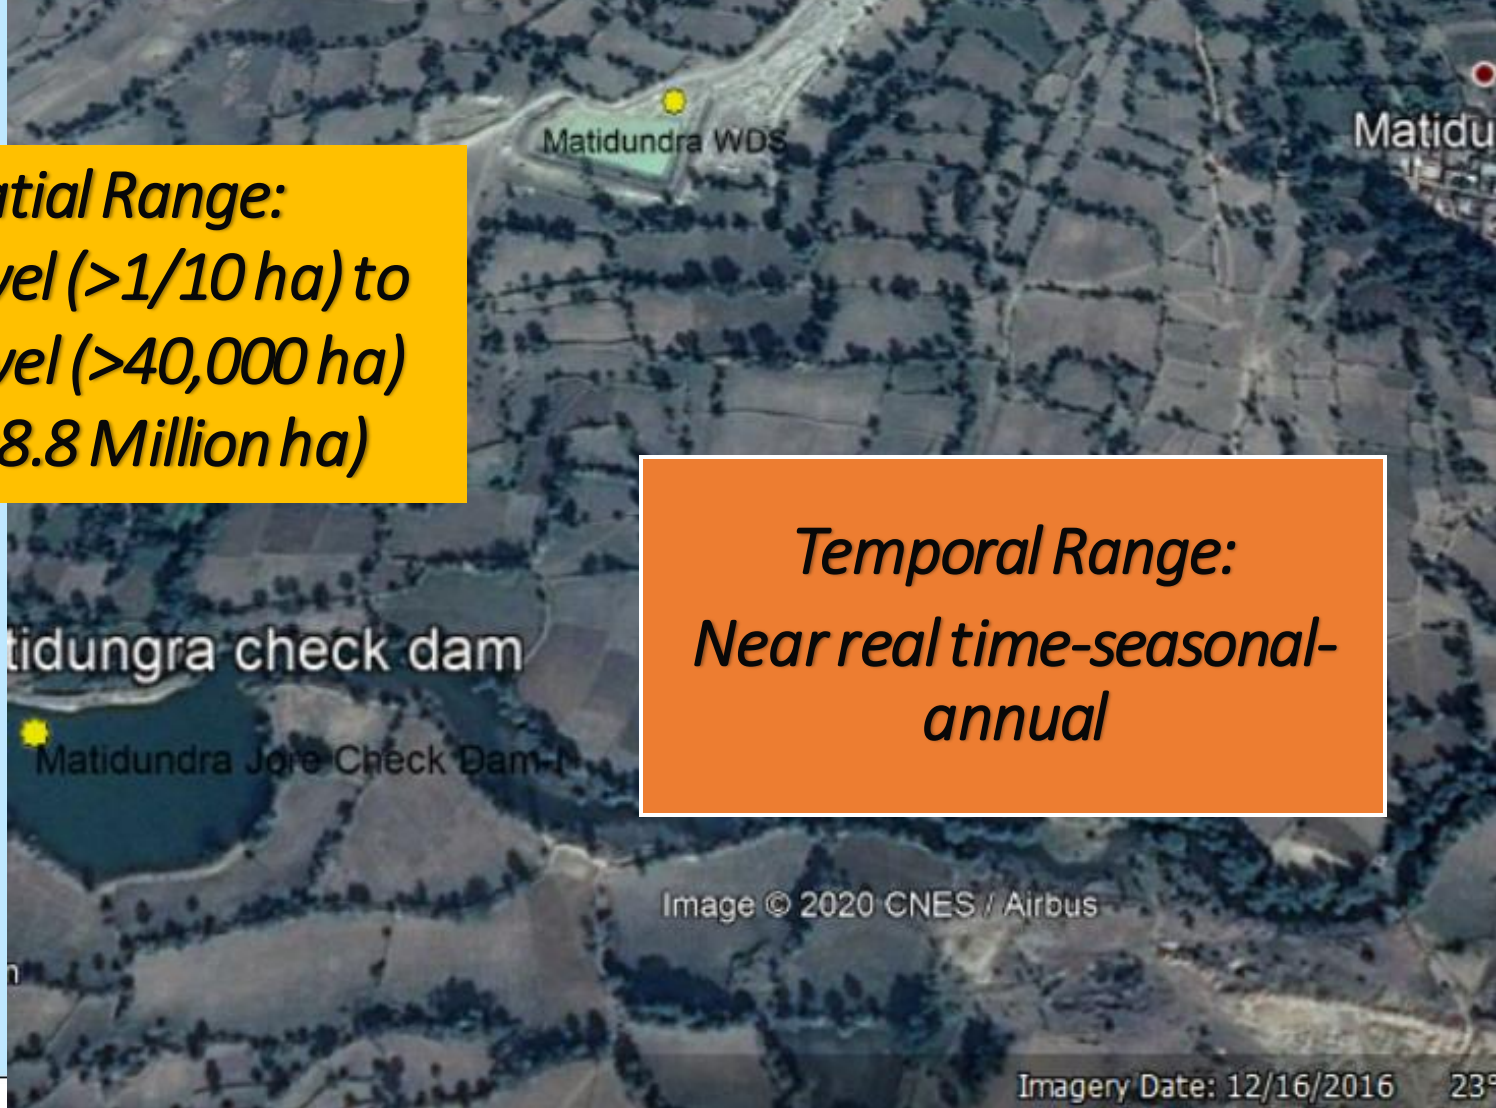 Matidundra WDS
Matidu
atial Range:
vel (>1/10 ha) to
vel (>40,000 ha)
8.8 Million ha)
Temporal Range:
Near real time-seasonal-
annual
tidungra check dam
Matidundra Jore Check Dam-I
Image © 2020 CNES / Airbus
n
Imagery Date: 12/16/2016 23°